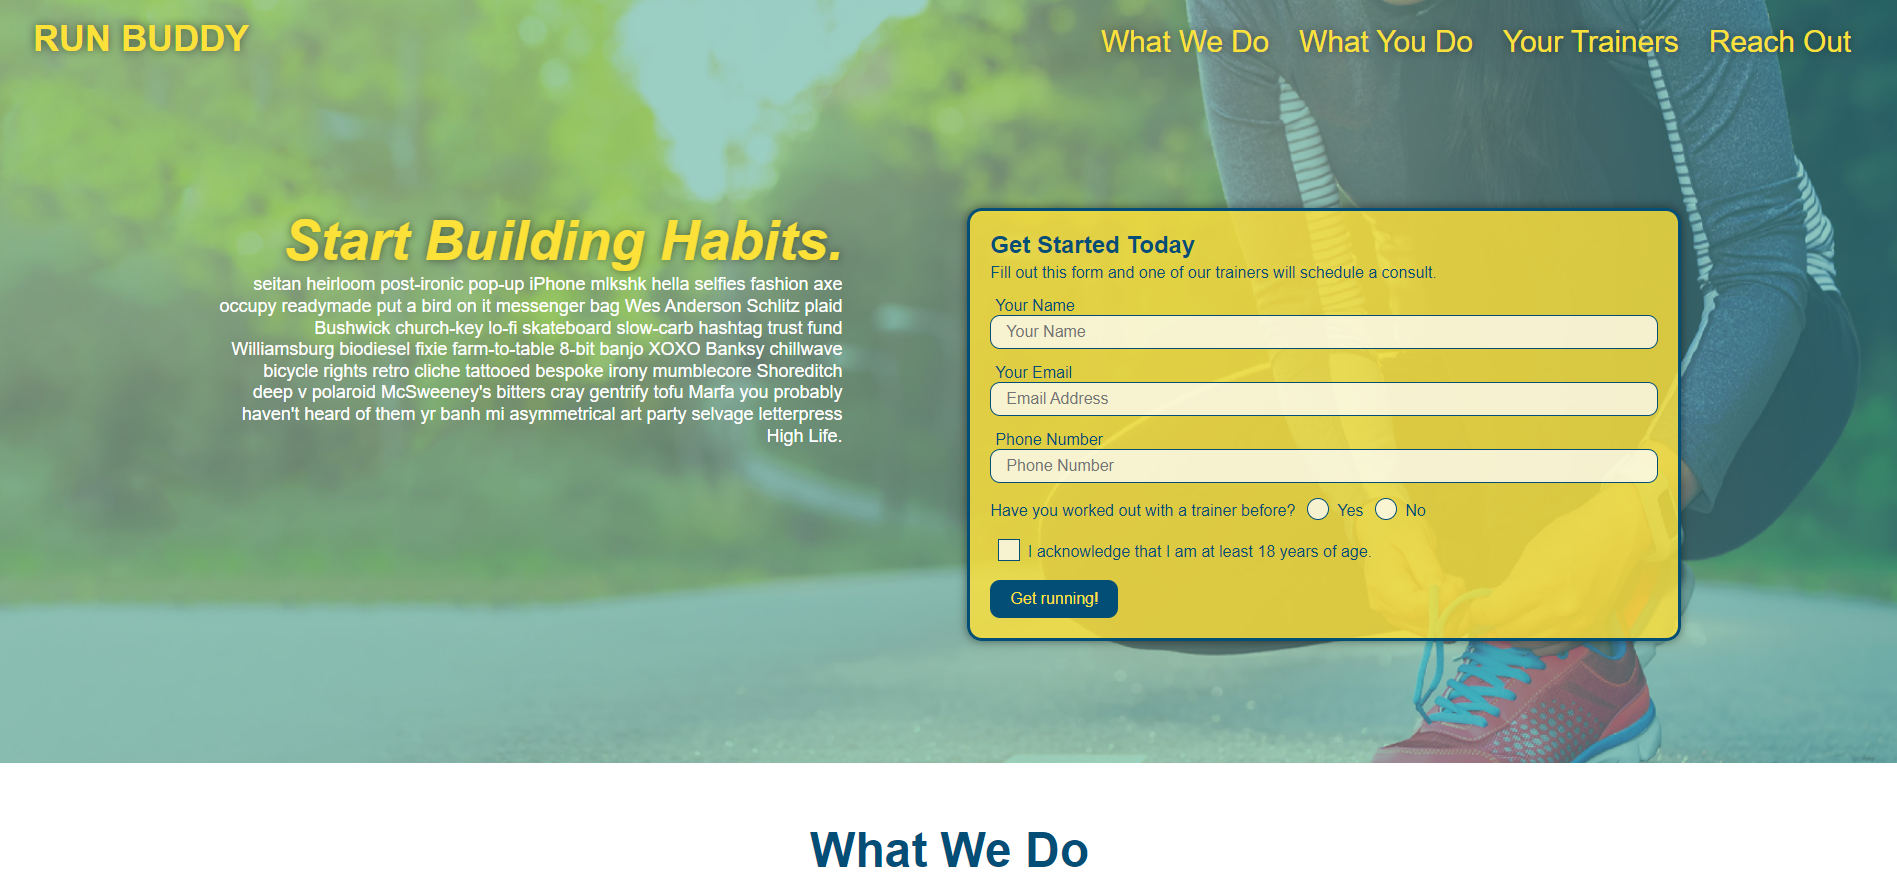 RUN BUDDY
What We Do
What You Do
Your Trainers
Reach Out
Start Building Habits.
seitan heirloom post-ironic pop-up iPhone mlkshk hella selfies fashion axe
occupy readymade put a bird on it messenger bag Wes Anderson Schlitz plaid
Bushwick church-key lo-fi skateboard slow-carb hashtag trust fund
Williamsburg biodiesel fixie farm-to-table 8-bit banjo XOXO Banksy chillwave
bicycle rights retro cliche tattooed bespoke irony mumblecore Shoreditch
deep v polaroid McSweeney's bitters cray gentrify tofu Marfa you probably
haven't heard of them yr banh mi asymmetrical art party selvage letterpress
High Life.
Get Started Today
Fill out this form and one of our trainers will schedule a consult.
Your Name
Your Name
Your Email
Email Address
Phone Number
Phone Number
Have you worked out with a trainer before? Yes No
I acknowledge that I am at least 18 years of age.
Get running!
What We Do